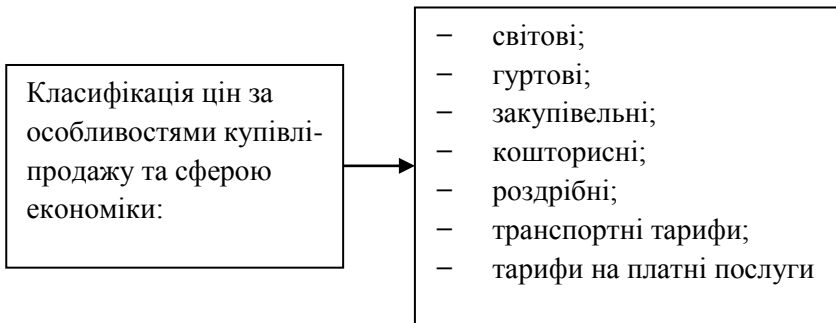 Класифікація цін за
особливостями купівлі-
продажу та сферою
економіки:
− світові;
− гуртові;
− закупівельні;
− кошторисні;
− роздрібні;
− транспортні тарифи;
− тарифи на платні послуги